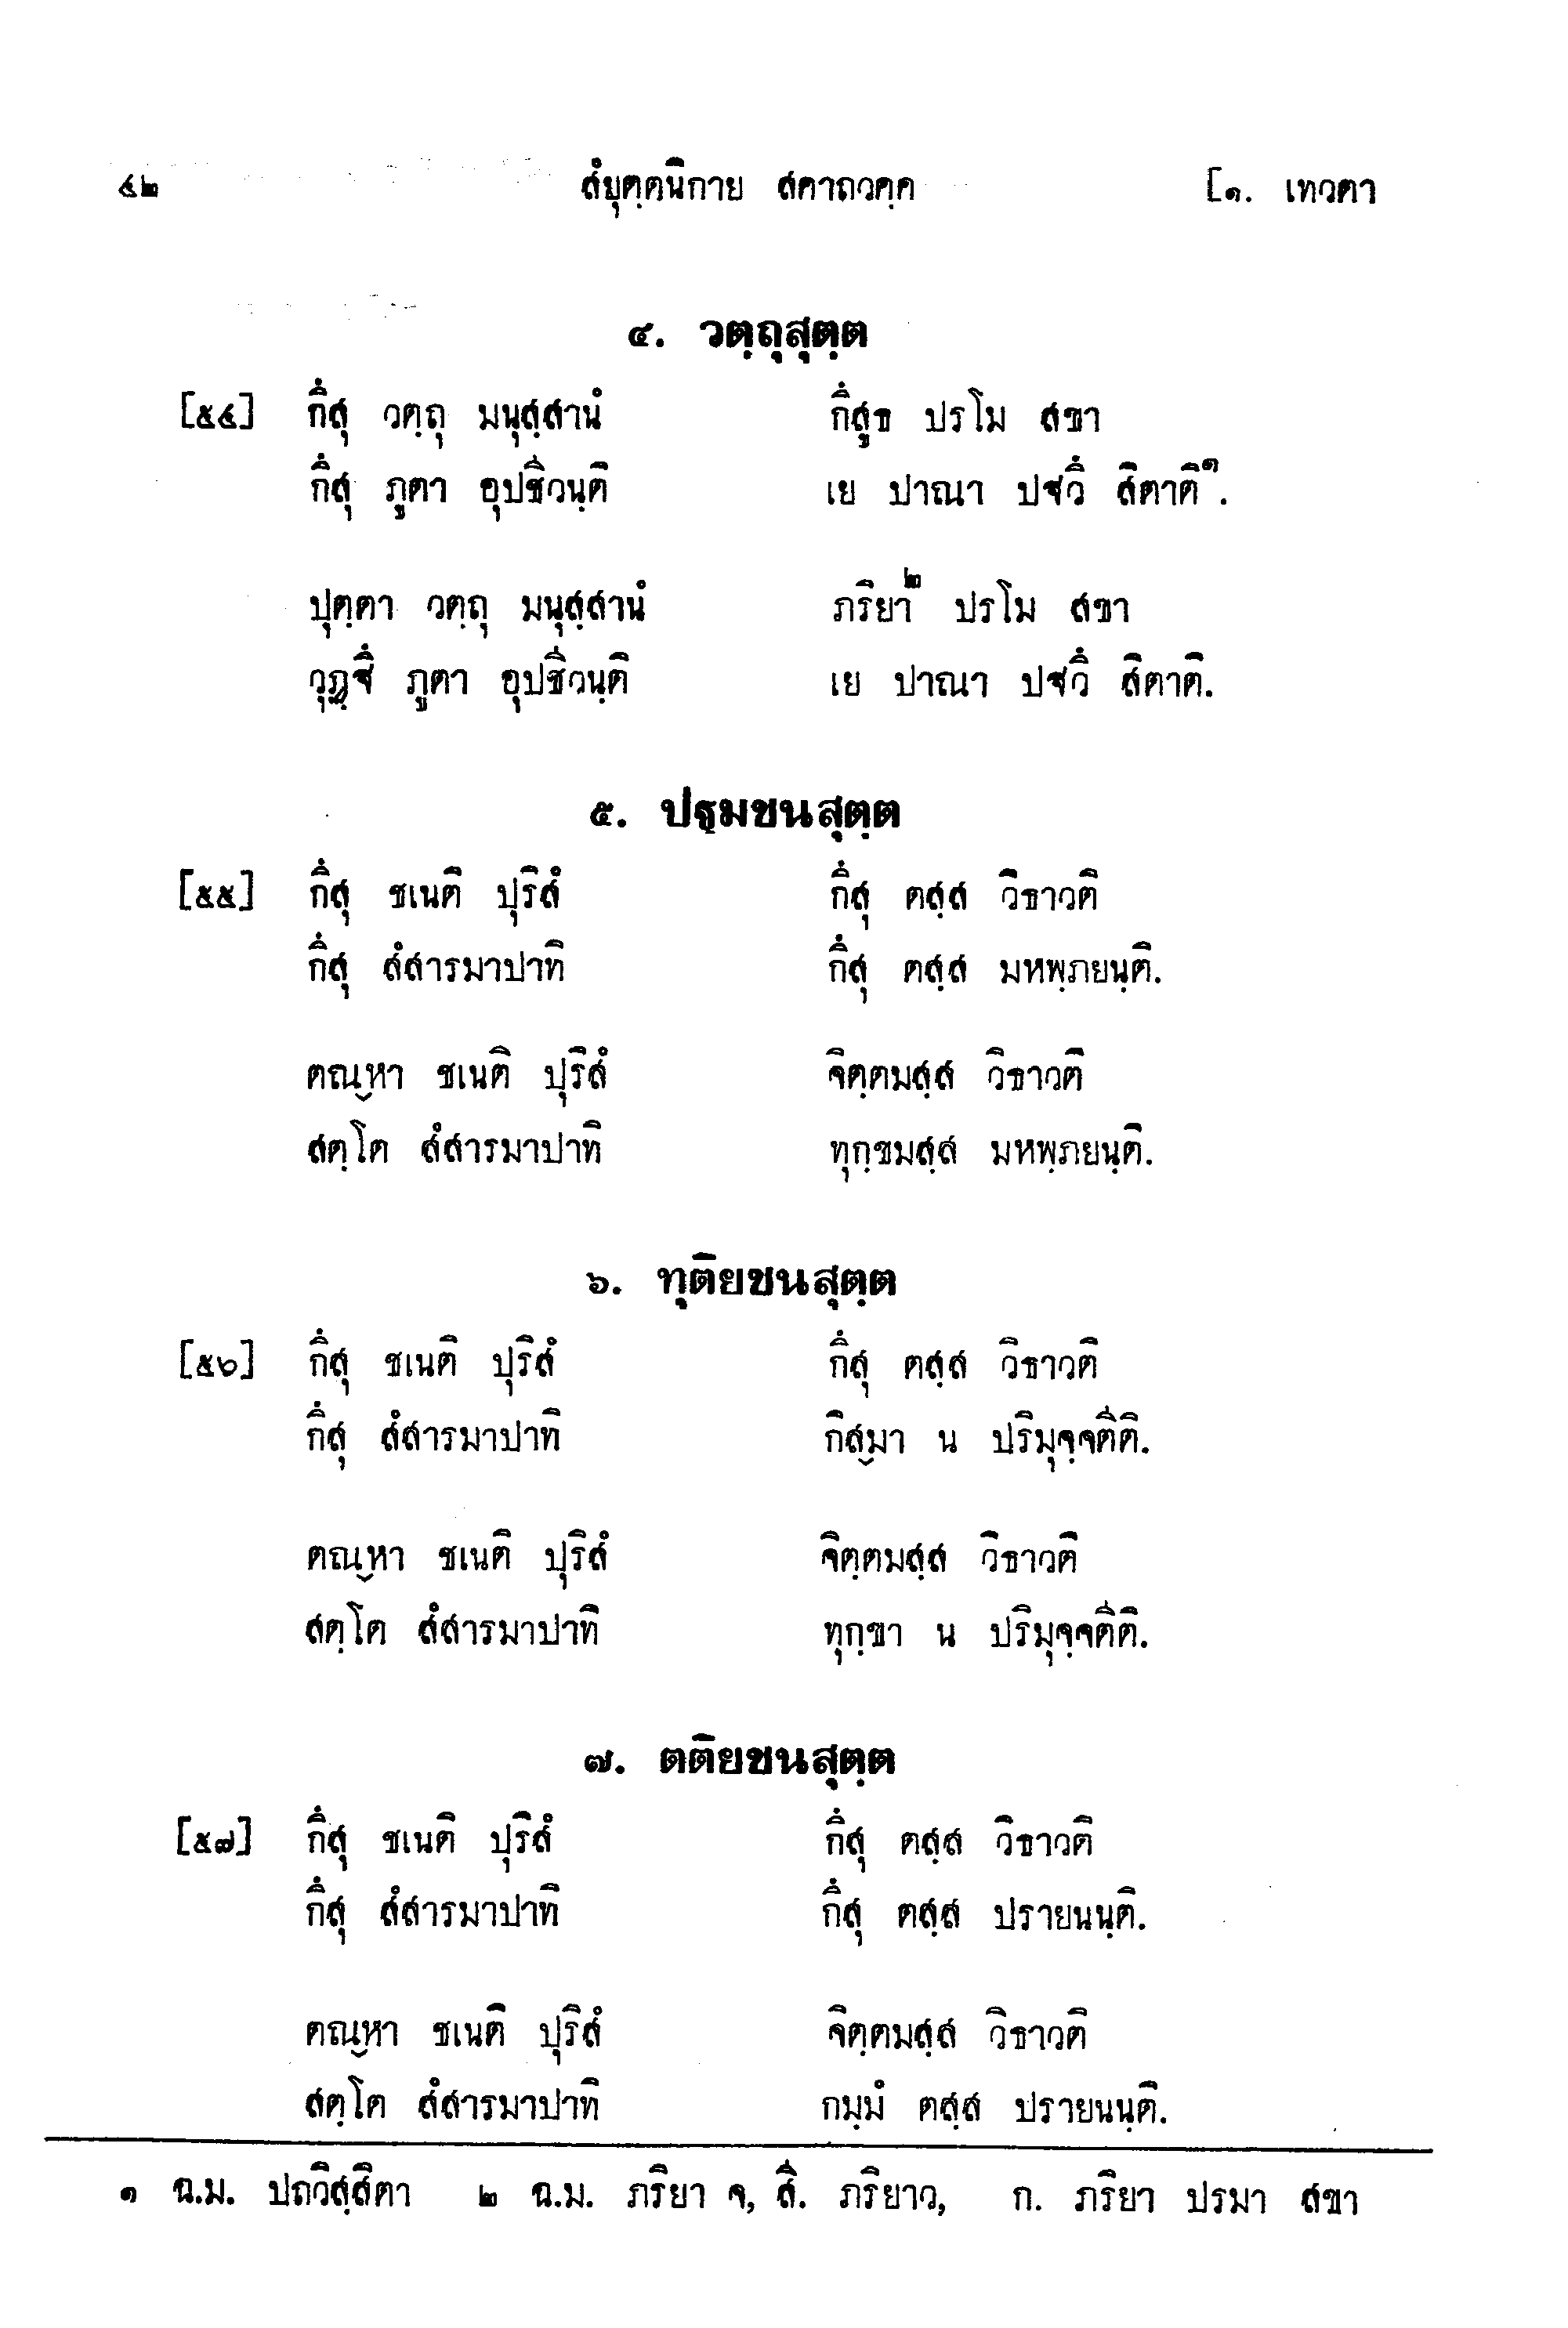 ๔๒ สํยุตฺตนิกาย สคาถวคฺค [๑. เทวตา
๔. วตฺถุสุตฺต
[๕๔] กึสุ วตฺถุ มนุสฺสานํ กึสูธ ปรโม สขา
กึสุ ภูตา อุปชีวนฺติ เย ปาณา ปฐวึ สิตาติ๑.
ปุตฺตา วตฺถุ มนุสฺสานํ ภริยา๒ ปรโม สขา
วุฏฺฐึ ภูตา อุปชีวนฺติ เย ปาณา ปฐวึ สิตาติ.
๕. ปฐมชนสุตฺต
[๕๕] กึสุ ชเนติ ปุริสํ กึสุ ตสฺส วิธาวติ
กึสุ สํสารมาปาทิ กึสุ ตสฺส มหพฺภยนฺติ.
ตณฺหา ชเนติ ปุริสํ จิตฺตมสฺส วิธาวติ
สตฺโต สํสารมาปาทิ ทุกฺขมสฺส มหพฺภยนฺติ.
๖. ทุติยชนสุตฺต
[๕๖] กึสุ ชเนติ ปุริสํ กึสุ ตสฺส วิธาวติ
กึสุ สํสารมาปาทิ กิสฺมา น ปริมุจฺจตีติ.
ตณฺหา ชเนติ ปุริสํ จิตฺตมสฺส วิธาวติ
สตฺโต สํสารมาปาทิ ทุกฺขา น ปริมุจฺจตีติ.
๗. ตติยชนสุตฺต
[๕๗] กึสุ ชเนติ ปุริสํ กึสุ ตสฺส วิธาวติ
กึสุ สํสารมาปาทิ กึสุ ตสฺส ปรายนนฺติ.
ตณฺหา ชเนติ ปุริสํ จิตฺตมสฺส วิธาวติ
สตฺโต สํสารมาปาทิ กมฺมํ ตสฺส ปรายนนฺติ.
๑ ฉ.ม. ปถวิสฺสิตา ๒ ฉ.ม. ภริยา จ, สี. ภริยาว, ก. ภริยา ปรมา สขา